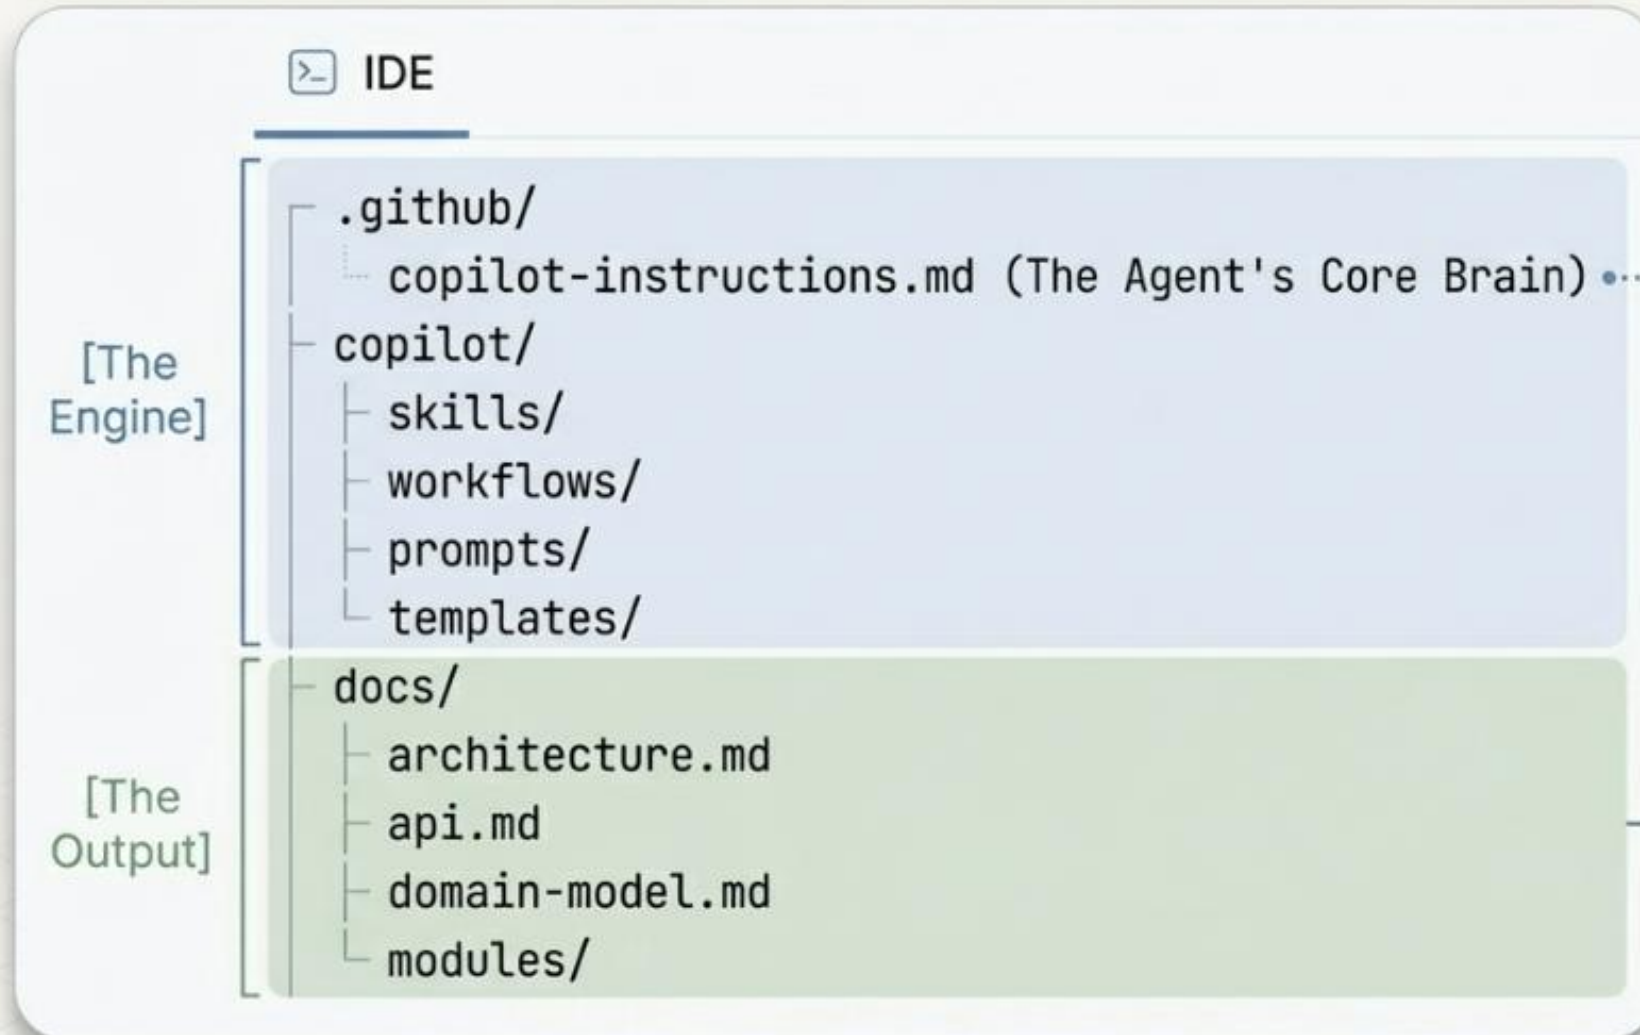 IDE
.github/
copilot-instructions.md (The Agent's Core Brain)
copilot/
[The
Engine]
skills/
workflows/
prompts/
templates/
docs/
architecture.md
[The
Output]
api.md
domain-model.md
modules/